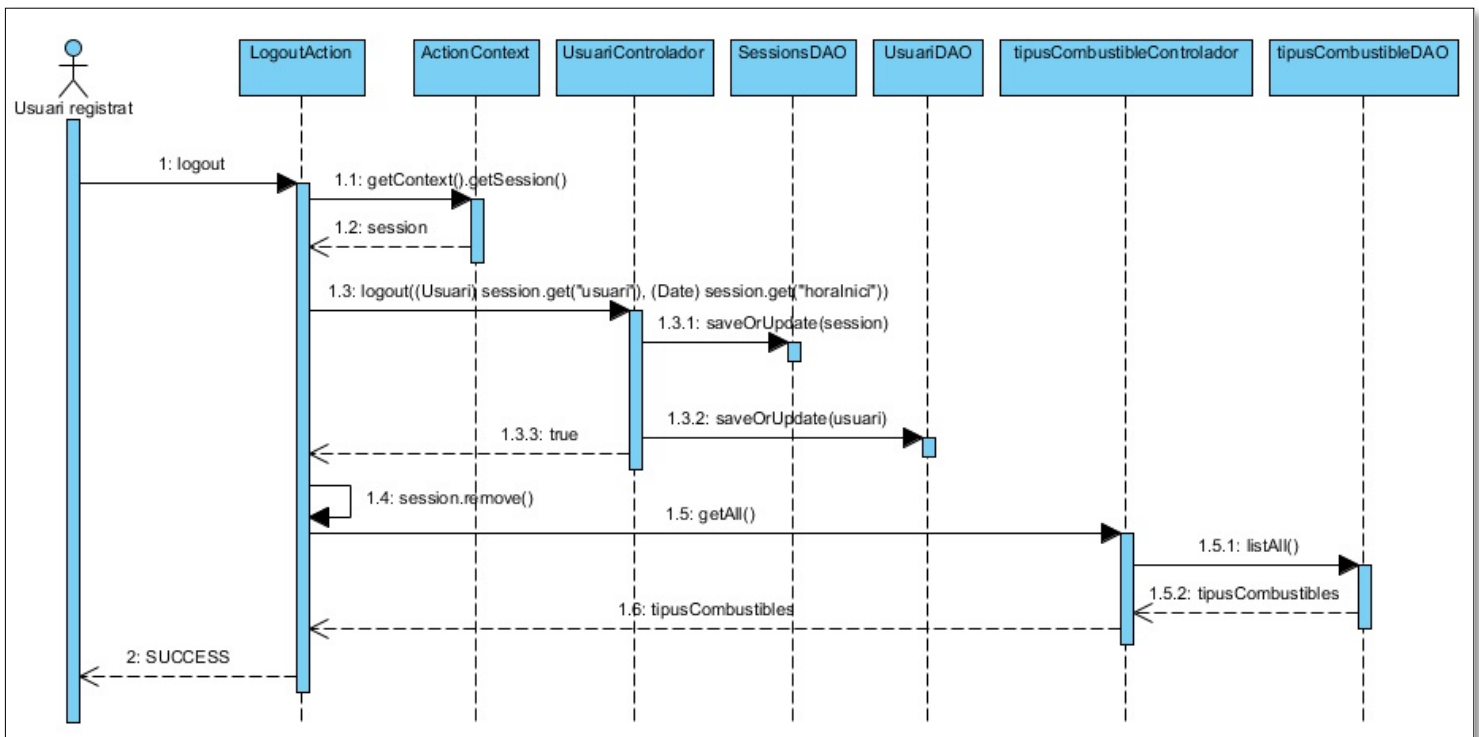 LogoutAction
ActionContext
UsuariControlador
SessionsDAO
UsuariDAO
tipusCombustibleControlador
tipusCombustibleDAO
Usuari registrat
1: logout
1.1: getContext().getSession()
1.2: session
1.3: logout((Usuari) session.get("usuari"), (Date) session.get("horaInici"))
1.3.1: saveOrUpdate(session)
1.3.2: saveOrUpdate(usuari)
1.3.3: true
1.4: session.remove()
1.5: getAll()
1.5.1: listAll()
1.5.2: tipusCombustibles
1.6: tipusCombustibles
2: SUCCESS